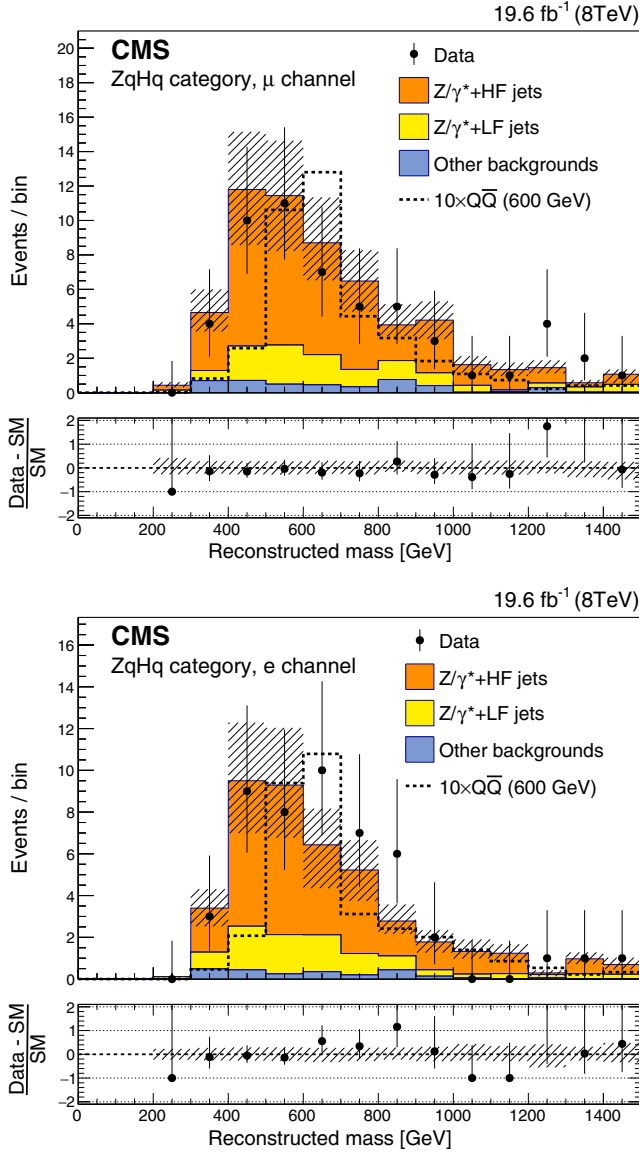 19.6 fb⁻¹ (8TeV)
CMS
ZqHq category, μ channel
Data
Z/γ*+HF jets
Z/γ*+LF jets
Other backgrounds
10×QQ̅ (600 GeV)
Events / bin
20
18
16
14
12
10
8
6
4
2
0
Data - SM
SM
2
1
0
−1
−2
0 200 400 600 800 1000 1200 1400
Reconstructed mass [GeV]
19.6 fb⁻¹ (8TeV)
CMS
ZqHq category, e channel
Data
Z/γ*+HF jets
Z/γ*+LF jets
Other backgrounds
10×QQ̅ (600 GeV)
Events / bin
16
14
12
10
8
6
4
2
0
Data - SM
SM
2
1
0
−1
−2
0 200 400 600 800 1000 1200 1400
Reconstructed mass [GeV]